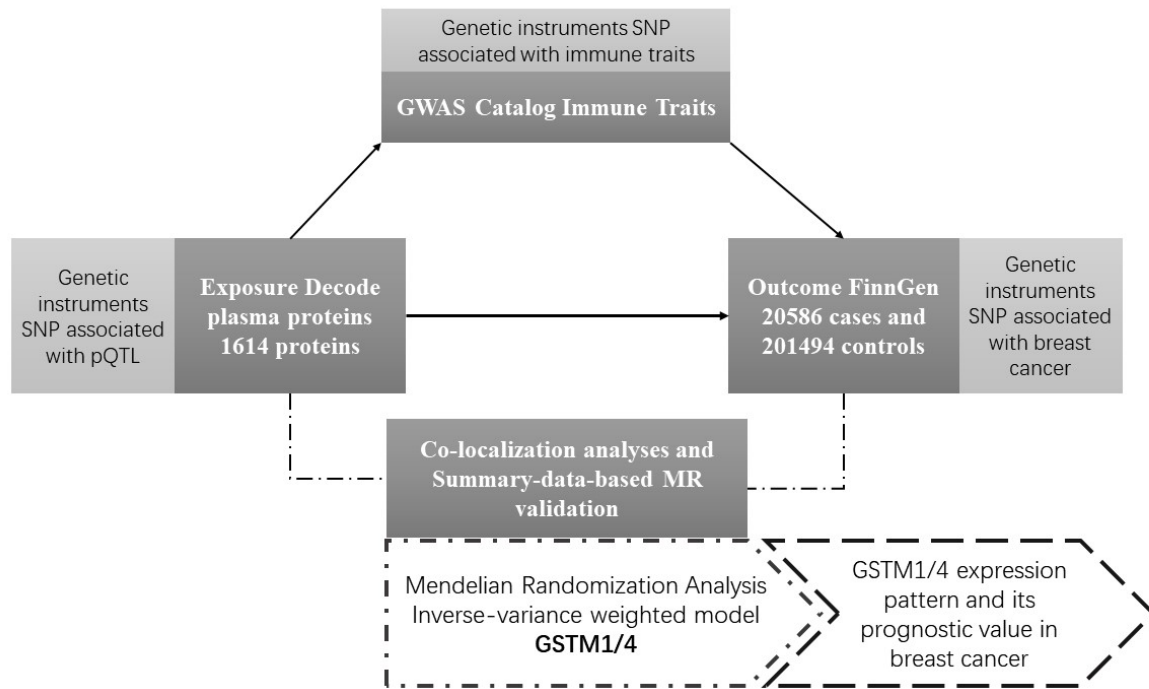 Genetic instruments SNP
associated with immune traits
GWAS Catalog Immune Traits
Genetic
instruments
SNP associated
with pQTL
Exposure Decode
plasma proteins
1614 proteins
Outcome FinnGen
20586 cases and
201494 controls
Genetic
instruments
SNP associated
with breast
cancer
Co-localization analyses and
Summary-data-based MR
validation
Mendelian Randomization Analysis
Inverse-variance weighted model
GSTM1/4
GSTM1/4 expression
pattern and its
prognostic value in
breast cancer